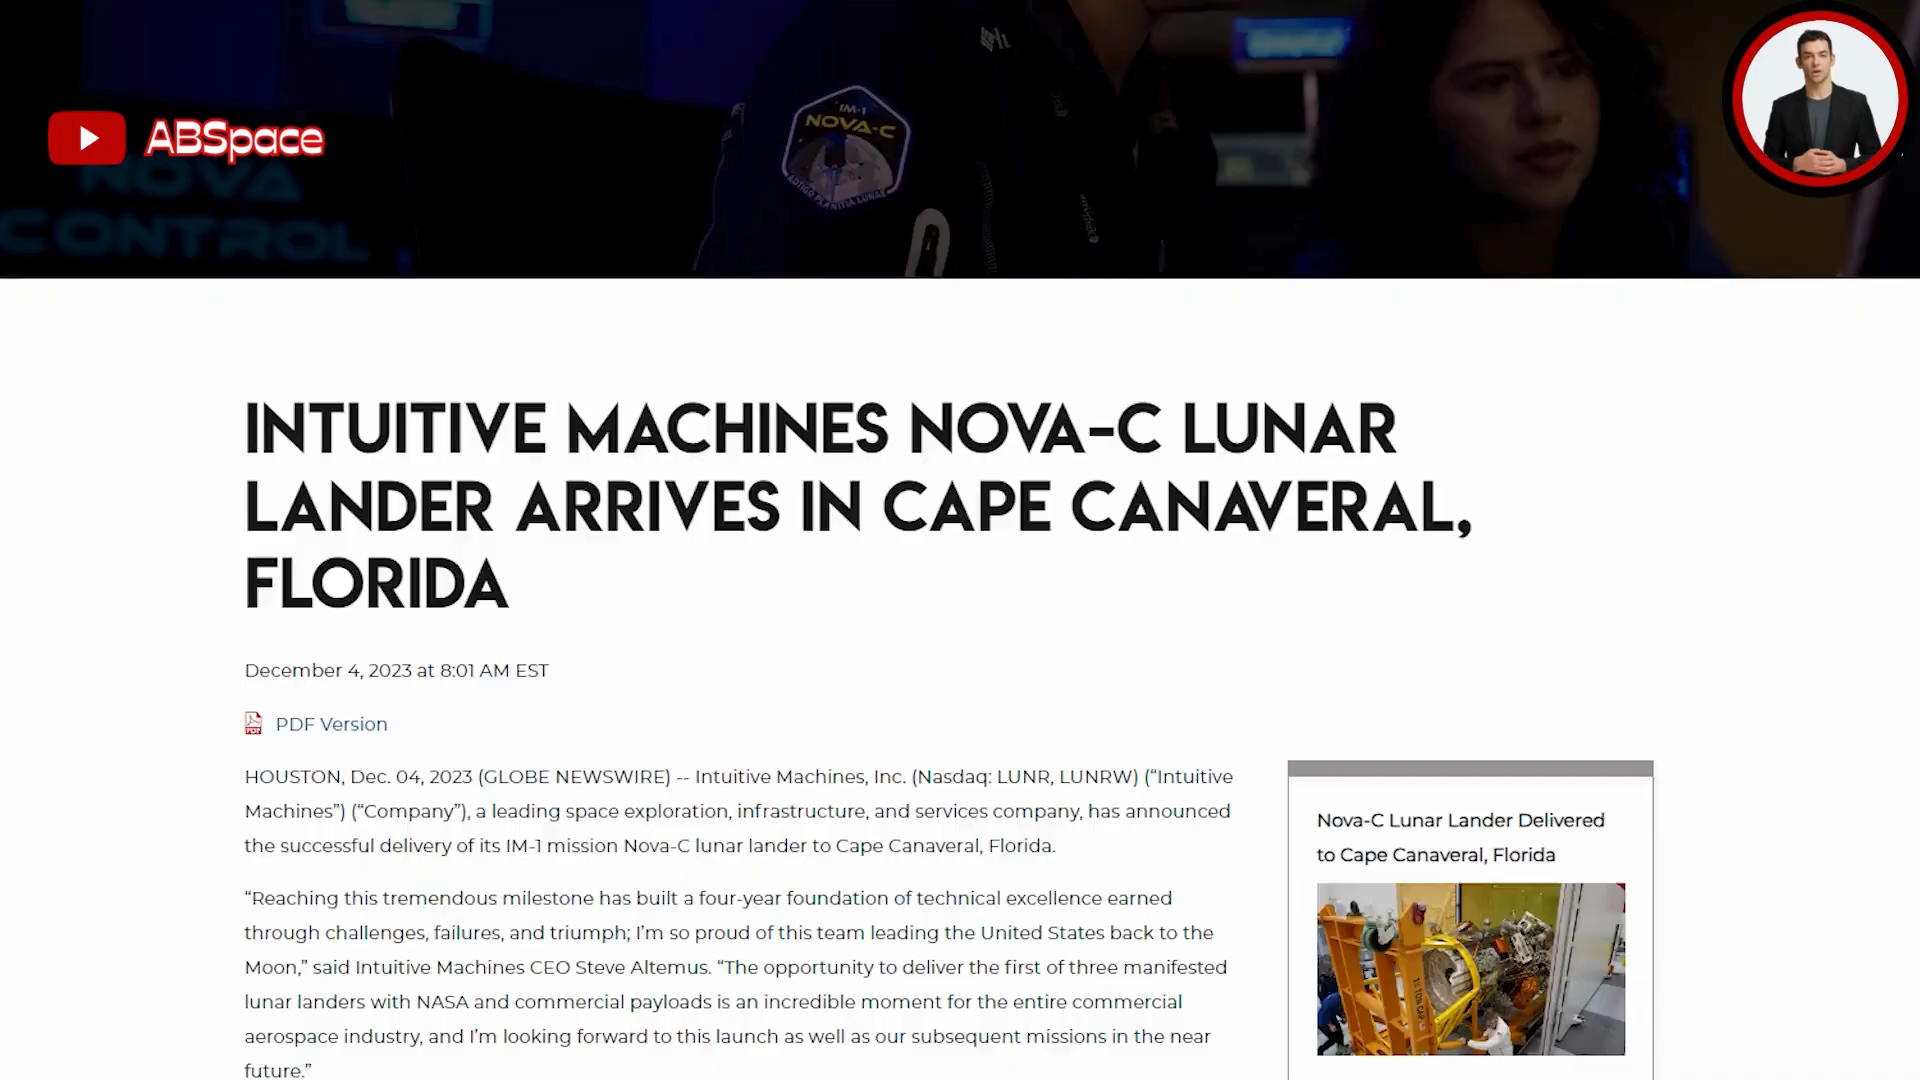 IM-1
NOVA-C
ABSpace
NOVA
CONTROL
INTUITIVE MACHINES NOVA-C LUNAR
LANDER ARRIVES IN CAPE CANAVERAL,
FLORIDA
December 4, 2023 at 8:01 AM EST
PDF Version
HOUSTON, Dec. 04, 2023 (GLOBE NEWSWIRE) -- Intuitive Machines, Inc. (Nasdaq: LUNR, LUNRW) (“Intuitive
Machines”) (“Company”), a leading space exploration, infrastructure, and services company, has announced
the successful delivery of its IM-1 mission Nova-C lunar lander to Cape Canaveral, Florida.
“Reaching this tremendous milestone has built a four-year foundation of technical excellence earned
through challenges, failures, and triumph; I’m so proud of this team leading the United States back to the
Moon,” said Intuitive Machines CEO Steve Altemus. “The opportunity to deliver the first of three manifested
lunar landers with NASA and commercial payloads is an incredible moment for the entire commercial
aerospace industry, and I’m looking forward to this launch as well as our subsequent missions in the near
future.”
Nova-C Lunar Lander Delivered
to Cape Canaveral, Florida